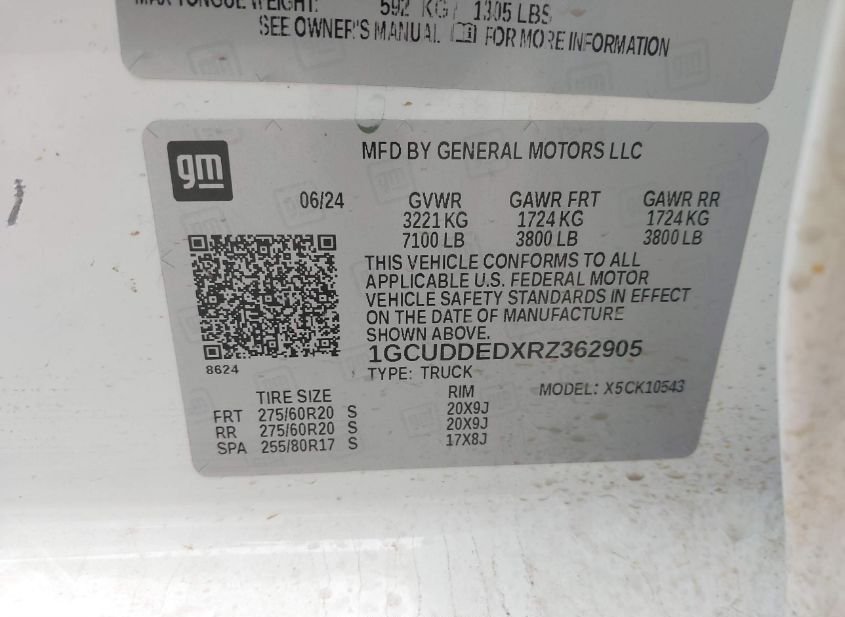 MAX TONGUE WEIGHT: 592 KG / 1305 LBS
SEE OWNER'S MANUAL FOR MORE INFORMATION
gm
MFD BY GENERAL MOTORS LLC
06/24 GVWR GAWR FRT GAWR RR
3221 KG 1724 KG 1724 KG
7100 LB 3800 LB 3800 LB
THIS VEHICLE CONFORMS TO ALL
APPLICABLE U.S. FEDERAL MOTOR
VEHICLE SAFETY STANDARDS IN EFFECT
ON THE DATE OF MANUFACTURE
SHOWN ABOVE.
1GCUDDEDXRZ362905
8624
TYPE: TRUCK
TIRE SIZE RIM MODEL: X5CK10543
FRT 275/60R20 S 20X9J
RR 275/60R20 S 20X9J
SPA 255/80R17 S 17X8J